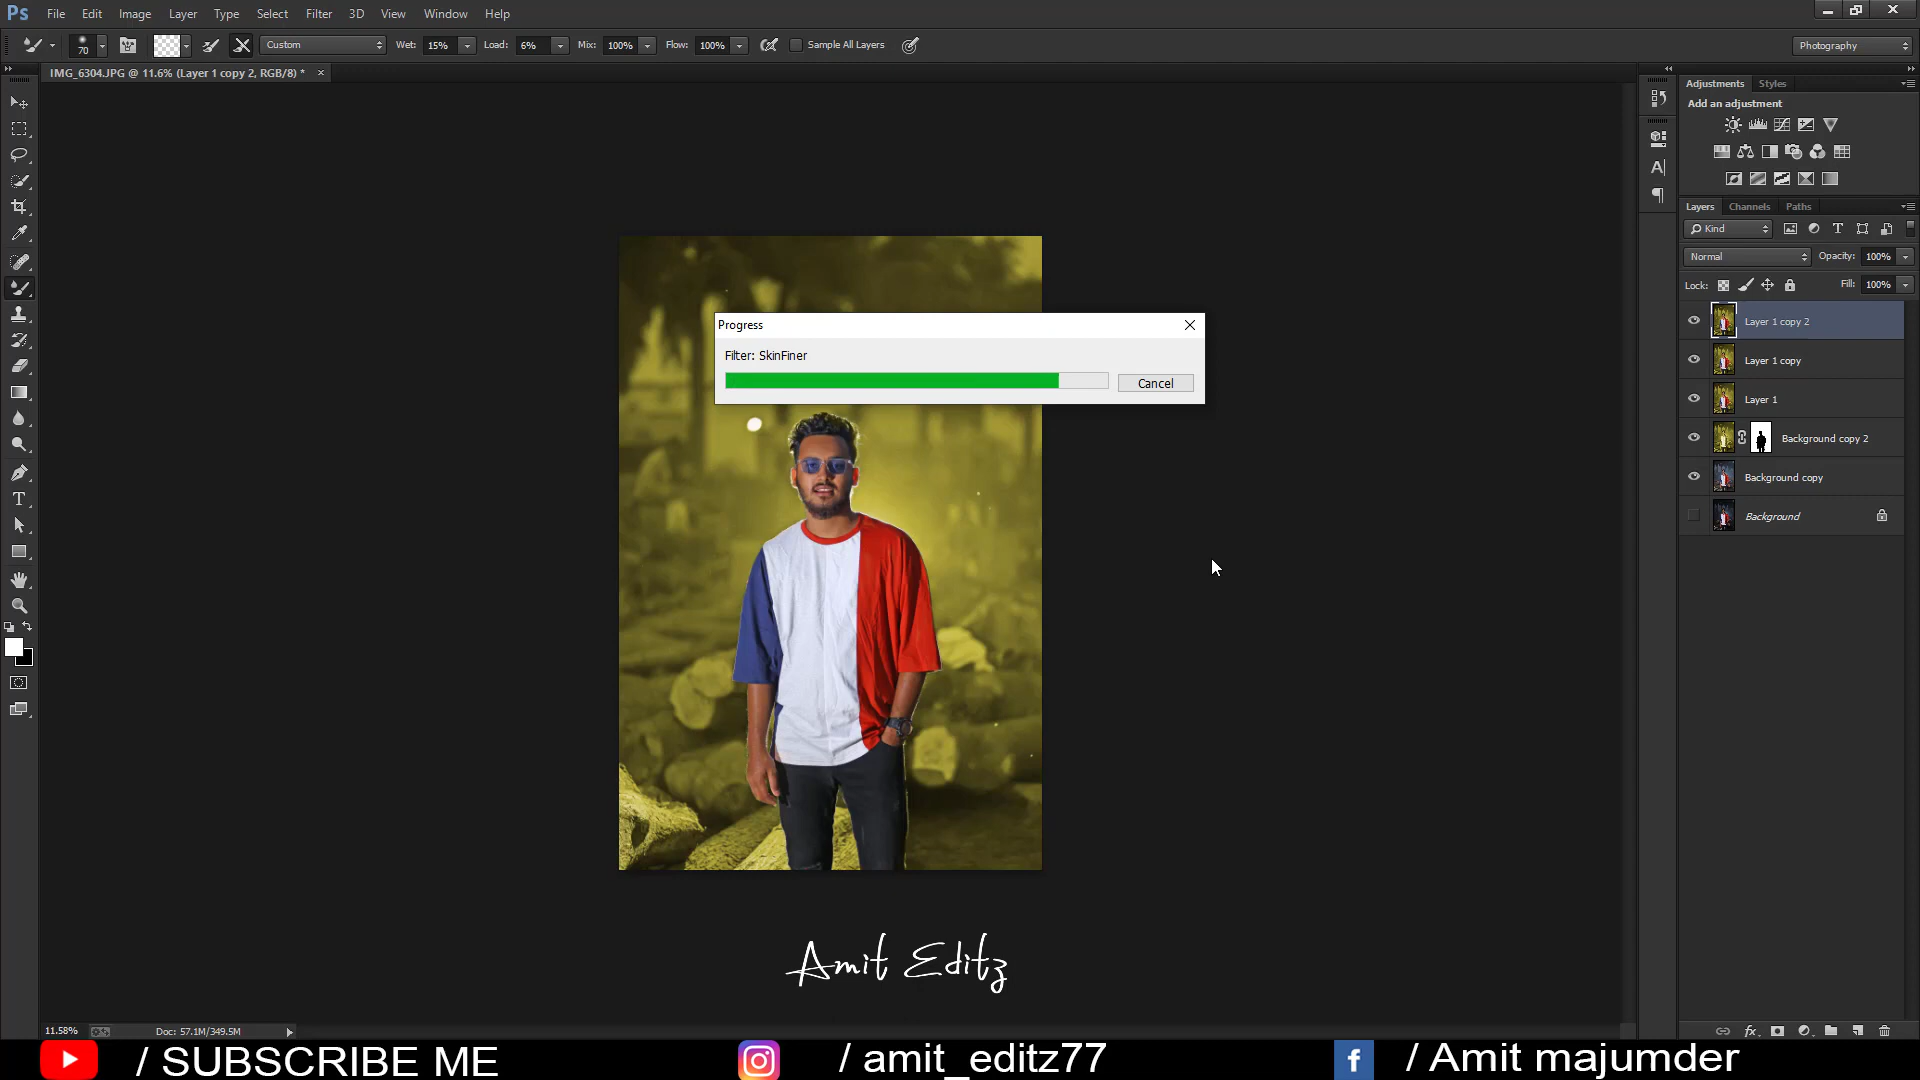 Ps File Edit Image Layer Type Select Filter 3D View Window Help
70 Custom Wet: 15% Load: 6% Mix: 100% Flow: 100% Sample All Layers Photography
IMG_6304.JPG @ 11.6% (Layer 1 copy 2, RGB/8) * ×
Adjustments Styles
Add an adjustment
Layers Channels Paths
Kind
Normal Opacity: 100%
Lock: Fill: 100%
Layer 1 copy 2
Layer 1 copy
Layer 1
Background copy 2
Background copy
Background
Progress
Filter: SkinFiner
Cancel
Amit Editz
11.58% Doc: 57.1M/349.5M
/ SUBSCRIBE ME / amit_editz77 / Amit majumder